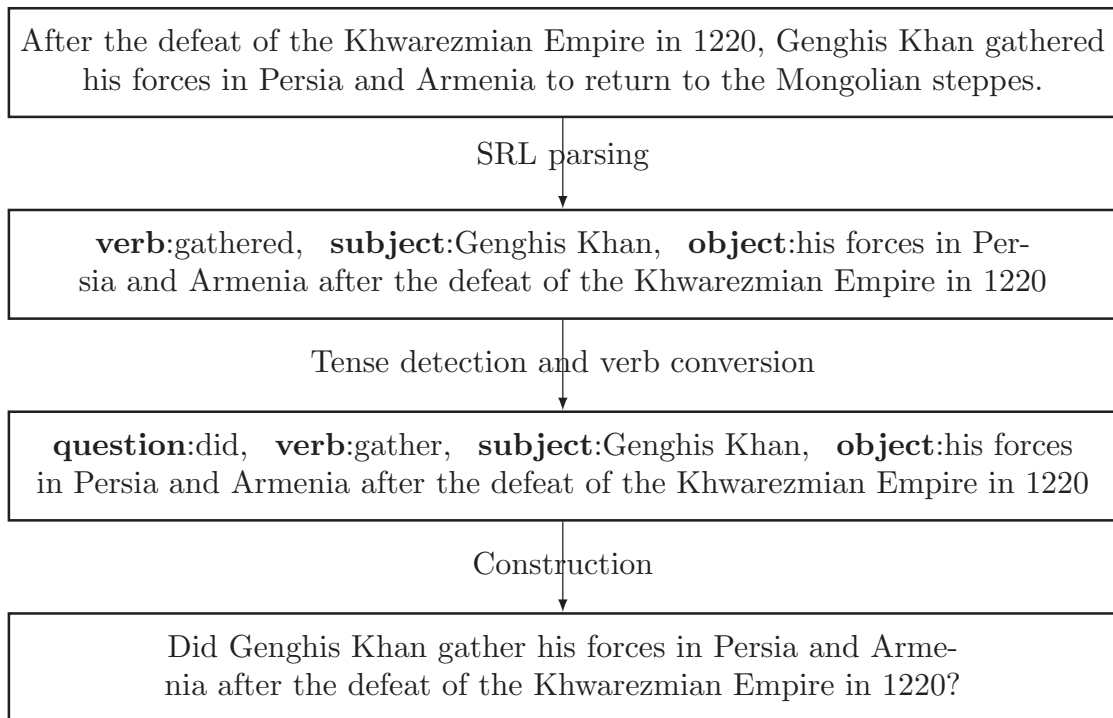 After the defeat of the Khwarezmian Empire in 1220, Genghis Khan gathered
his forces in Persia and Armenia to return to the Mongolian steppes.
SRL parsing
verb:gathered, subject:Genghis Khan, object:his forces in Per-
sia and Armenia after the defeat of the Khwarezmian Empire in 1220
Tense detection and verb conversion
question:did, verb:gather, subject:Genghis Khan, object:his forces
in Persia and Armenia after the defeat of the Khwarezmian Empire in 1220
Construction
Did Genghis Khan gather his forces in Persia and Arme-
nia after the defeat of the Khwarezmian Empire in 1220?